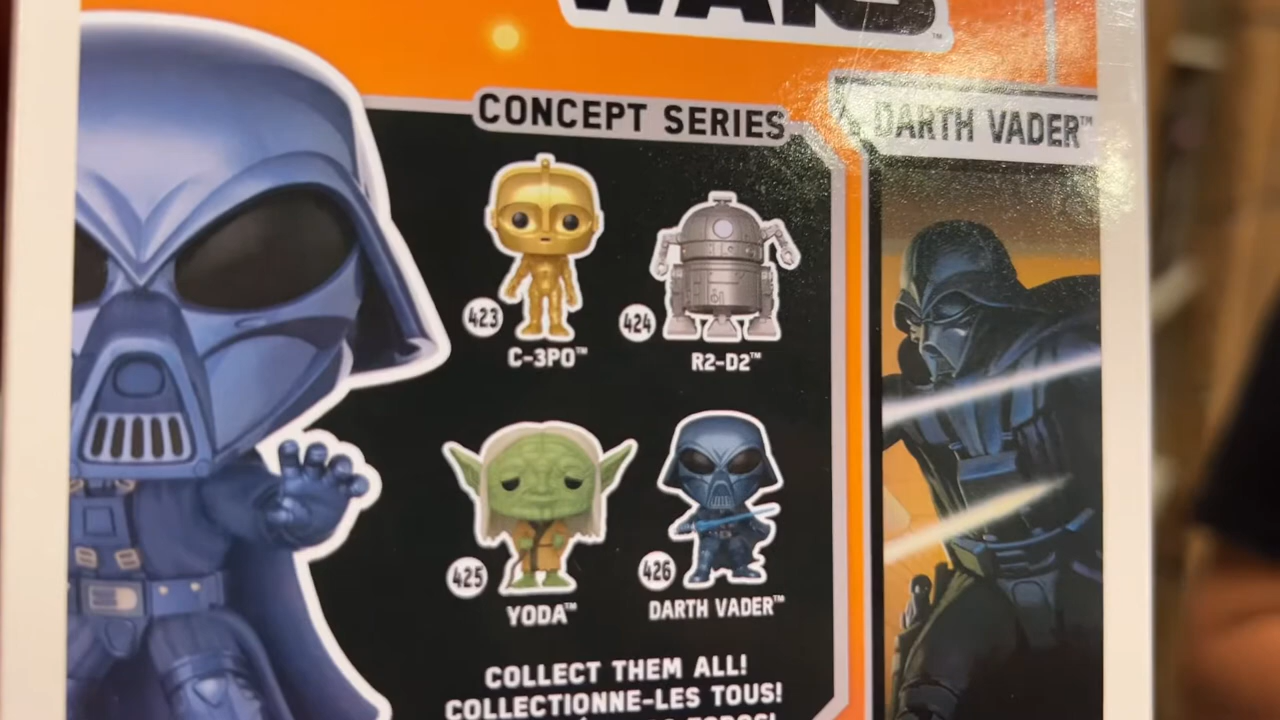 WARS™
CONCEPT SERIES
DARTH VADER™
423
C-3PO™
424
R2-D2™
425
YODA™
426
DARTH VADER™
COLLECT THEM ALL!
COLLECTIONNE-LES TOUS!